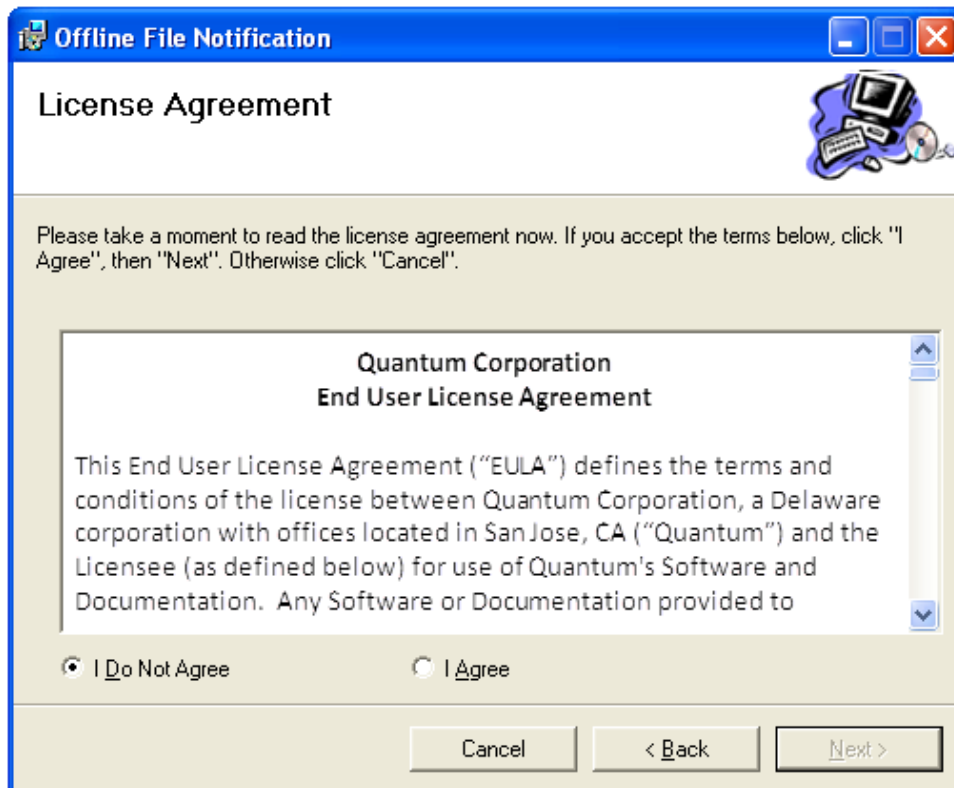 Offline File Notification
License Agreement
Please take a moment to read the license agreement now. If you accept the terms below, click "I
Agree", then "Next". Otherwise click "Cancel".
Quantum Corporation
End User License Agreement
This End User License Agreement (“EULA”) defines the terms and
conditions of the license between Quantum Corporation, a Delaware
corporation with offices located in San Jose, CA (“Quantum”) and the
Licensee (as defined below) for use of Quantum's Software and
Documentation.  Any Software or Documentation provided to
I Do Not Agree
I Agree
Cancel
< Back
Next >